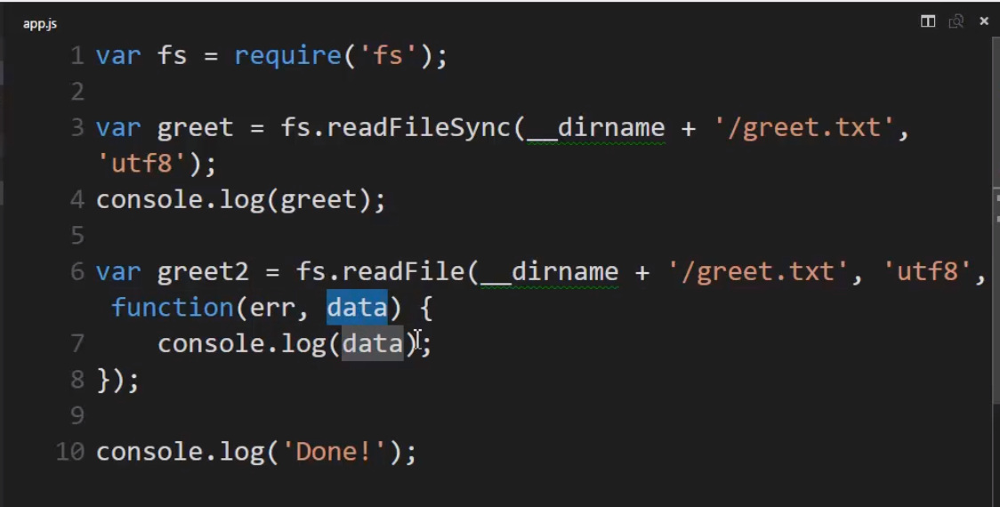 app.js
1 var fs = require('fs');
2
3 var greet = fs.readFileSync(__dirname + '/greet.txt',
'utf8');
4 console.log(greet);
5
6 var greet2 = fs.readFile(__dirname + '/greet.txt', 'utf8',
function(err, data) {
7 console.log(data);
8 });
9
10 console.log('Done!');